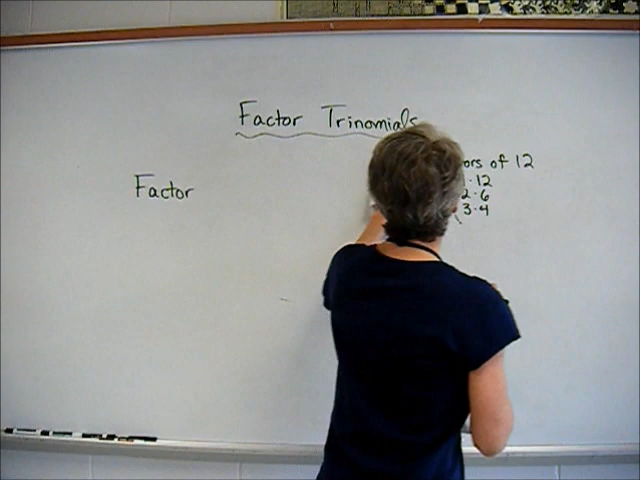 Factor Trinomials
ors of 12
Factor
· 12
2 · 6
3 · 4